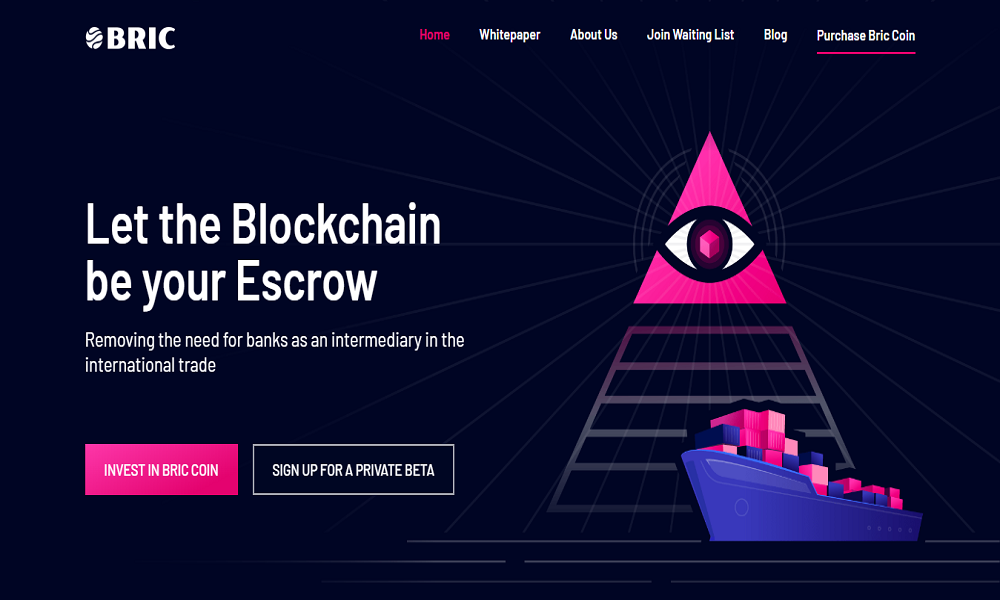 BRIC
Home
Whitepaper
About Us
Join Waiting List
Blog
Purchase Bric Coin
Let the Blockchain
be your Escrow
Removing the need for banks as an intermediary in the
international trade
INVEST IN BRIC COIN
SIGN UP FOR A PRIVATE BETA